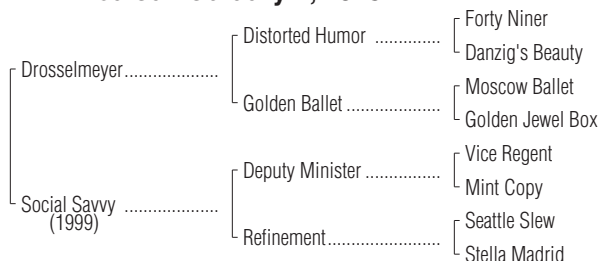 Forty Niner
Distorted Humor ..................
Danzig's Beauty
Drosselmeyer.....................
Moscow Ballet
Golden Ballet .....................
Golden Jewel Box
Vice Regent
Deputy Minister .................
Mint Copy
Social Savvy .....................
(1999)
Seattle Slew
Refinement.........................
Stella Madrid